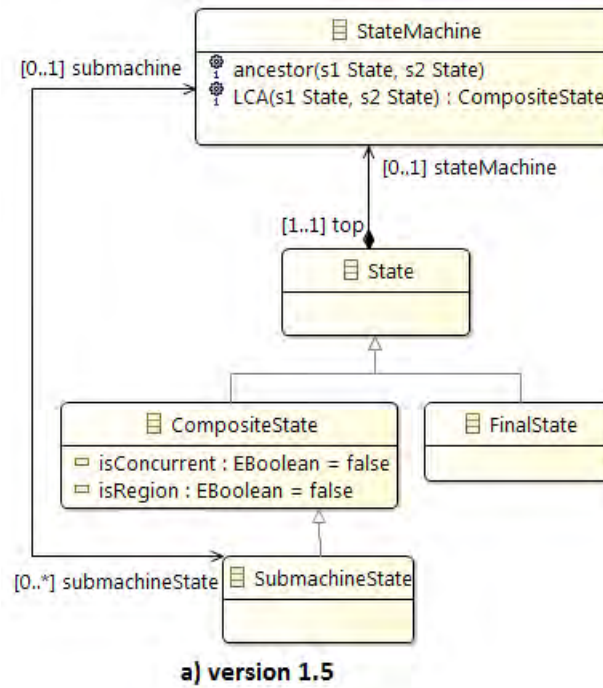 StateMachine
[0..1] submachine
ancestor(s1 State, s2 State)
LCA(s1 State, s2 State) : CompositeState
[0..1] stateMachine
[1..1] top
State
CompositeState
FinalState
isConcurrent : EBoolean = false
isRegion : EBoolean = false
[0..*] submachineState
SubmachineState
a) version 1.5